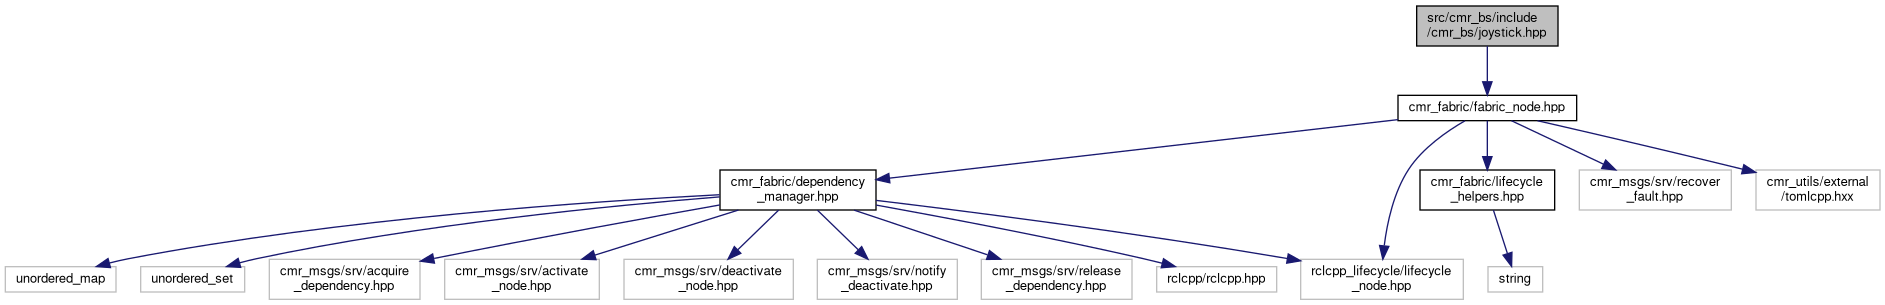 src/cmr_bs/include
/cmr_bs/joystick.hpp
cmr_fabric/fabric_node.hpp
cmr_fabric/dependency
_manager.hpp
cmr_fabric/lifecycle
_helpers.hpp
cmr_msgs/srv/recover
_fault.hpp
cmr_utils/external
/tomlcpp.hxx
unordered_map
unordered_set
cmr_msgs/srv/acquire
_dependency.hpp
cmr_msgs/srv/activate
_node.hpp
cmr_msgs/srv/deactivate
_node.hpp
cmr_msgs/srv/notify
_deactivate.hpp
cmr_msgs/srv/release
_dependency.hpp
rclcpp/rclcpp.hpp
rclcpp_lifecycle/lifecycle
_node.hpp
string